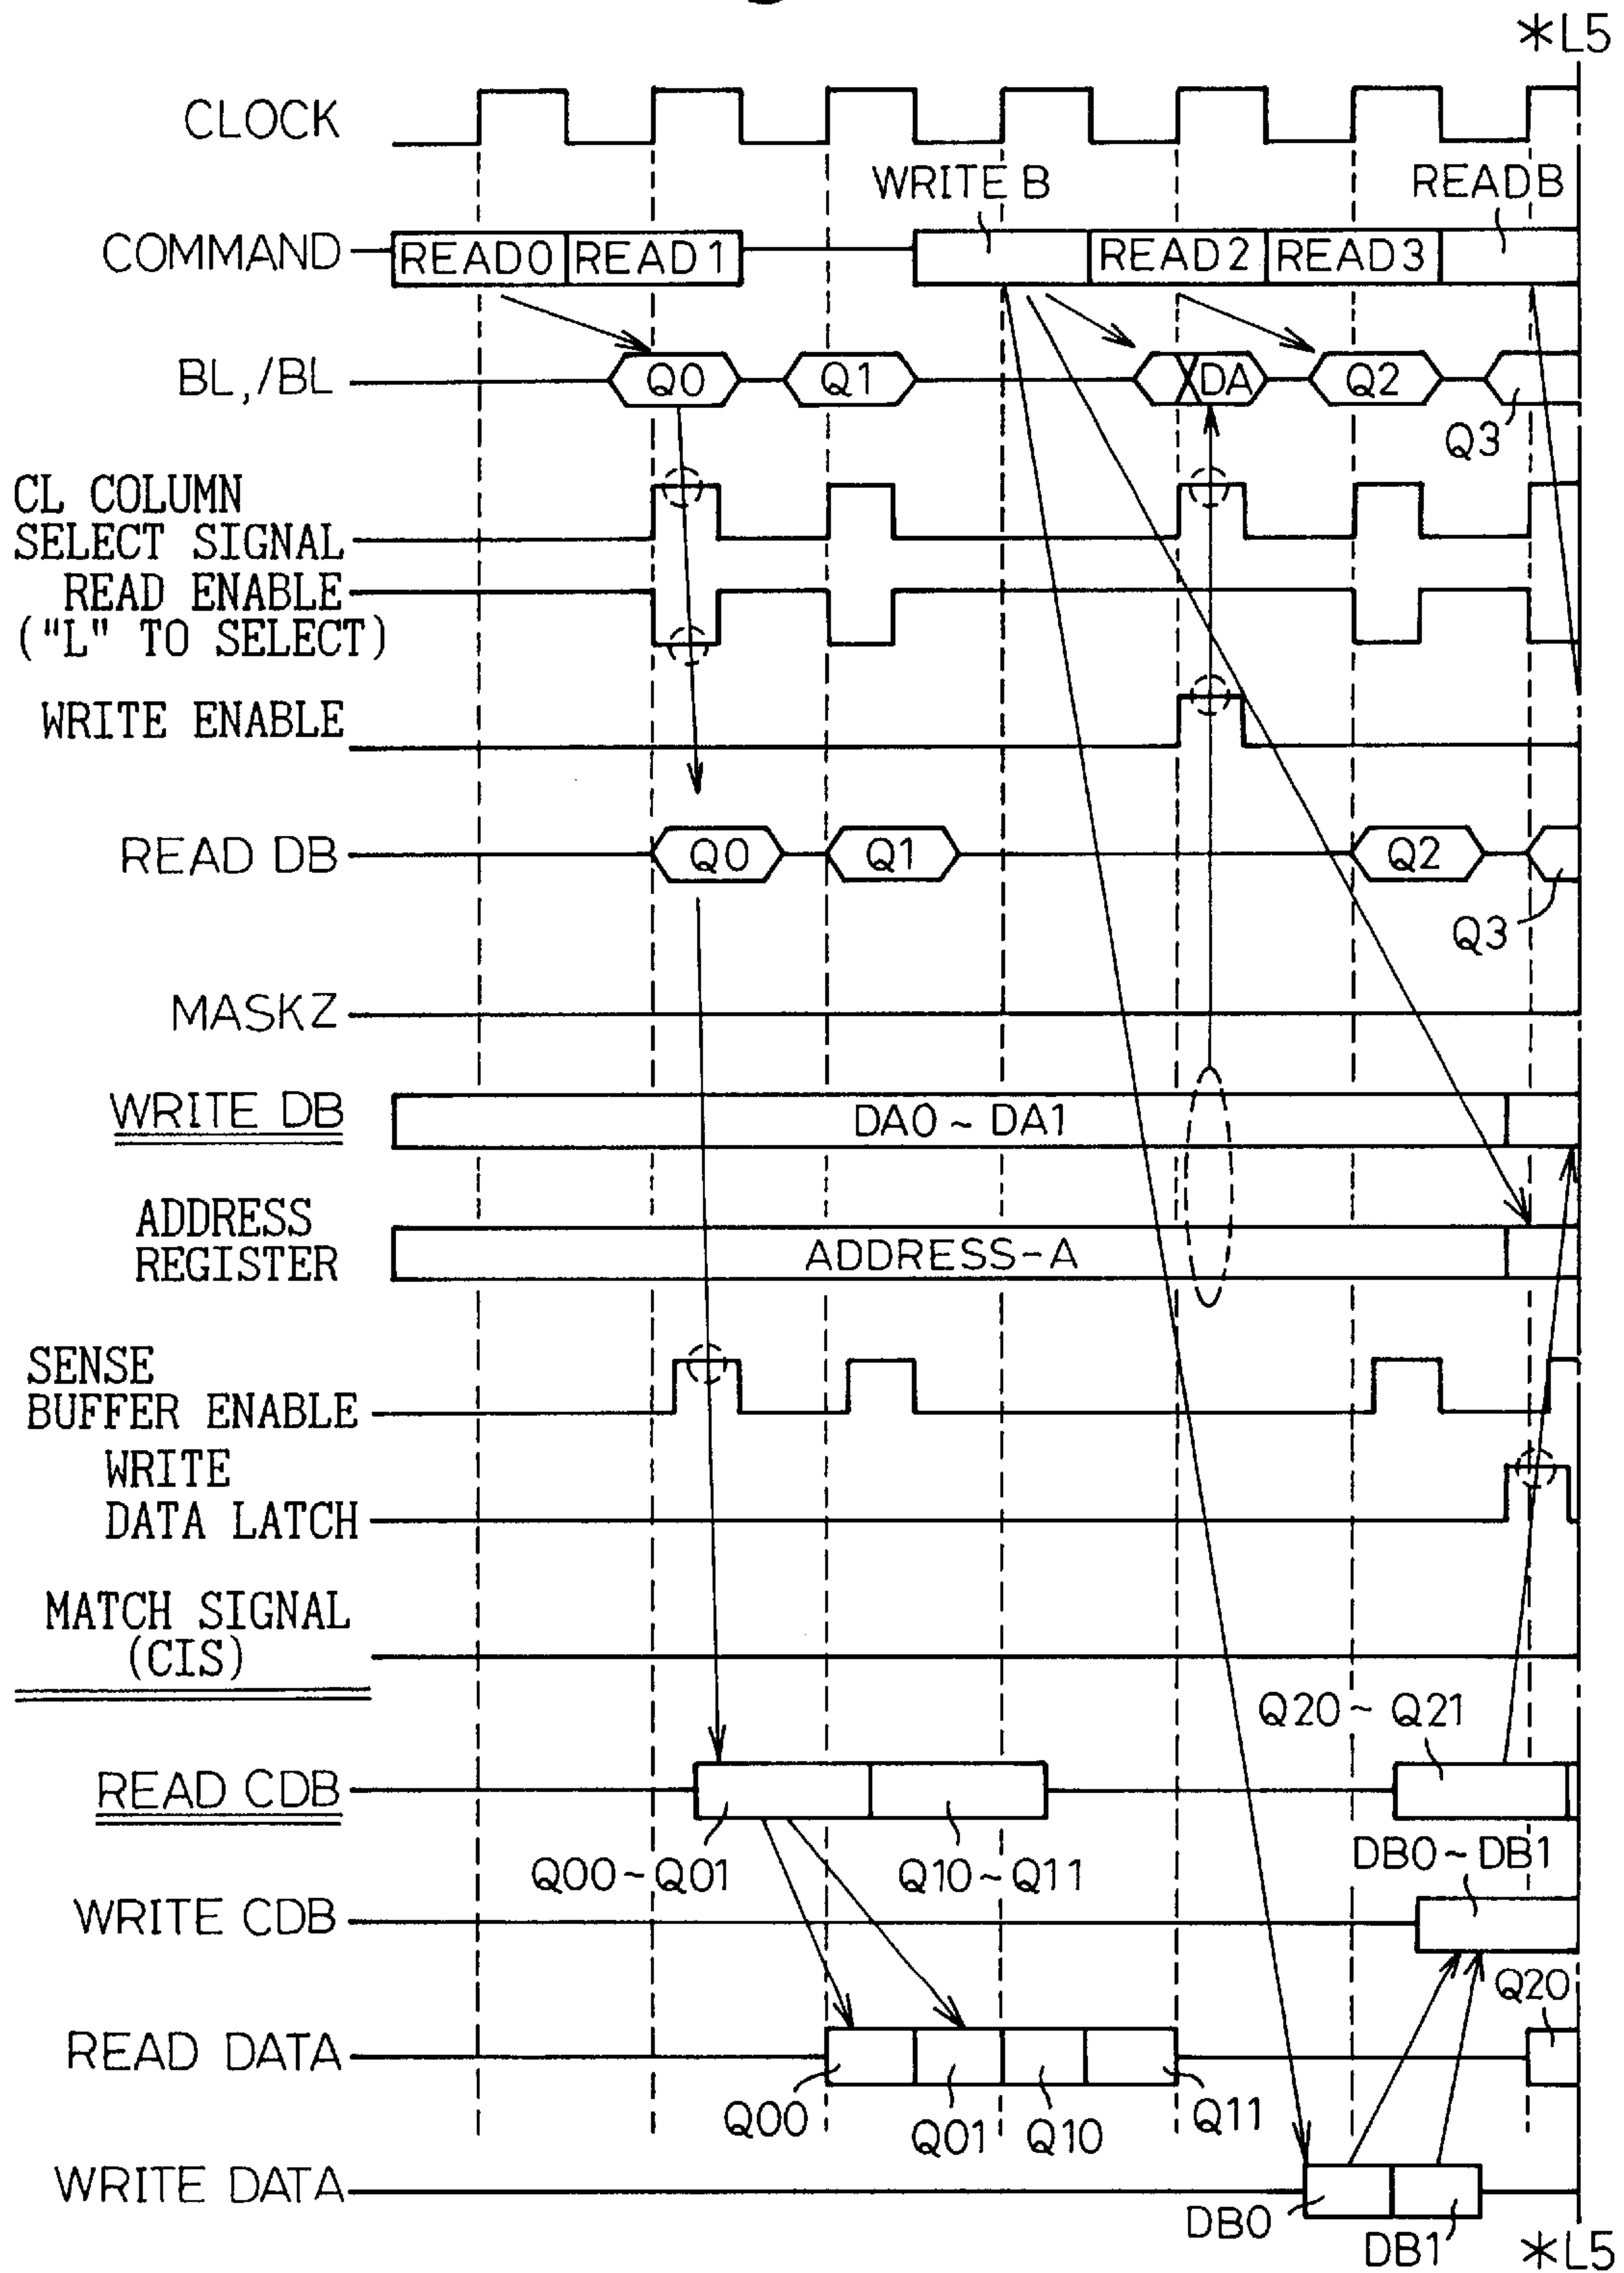 *L5
CLOCK
WRITE B
READB
COMMAND
READ0
READ1
READ2
READ3
BL,/BL
Q0
Q1
DA
Q2
Q3
CL COLUMN
SELECT SIGNAL
READ ENABLE
("L" TO SELECT)
WRITE ENABLE
READ DB
Q0
Q1
Q2
Q3
MASKZ
WRITE DB
DA0 ~ DA1
ADDRESS
REGISTER
ADDRESS-A
SENSE
BUFFER ENABLE
WRITE
DATA LATCH
MATCH SIGNAL
(CIS)
Q20 ~ Q21
READ CDB
Q00~Q01
Q10~Q11
DB0~DB1
WRITE CDB
Q20
READ DATA
Q00
Q01
Q10
Q11
WRITE DATA
DB0
DB1
*L5